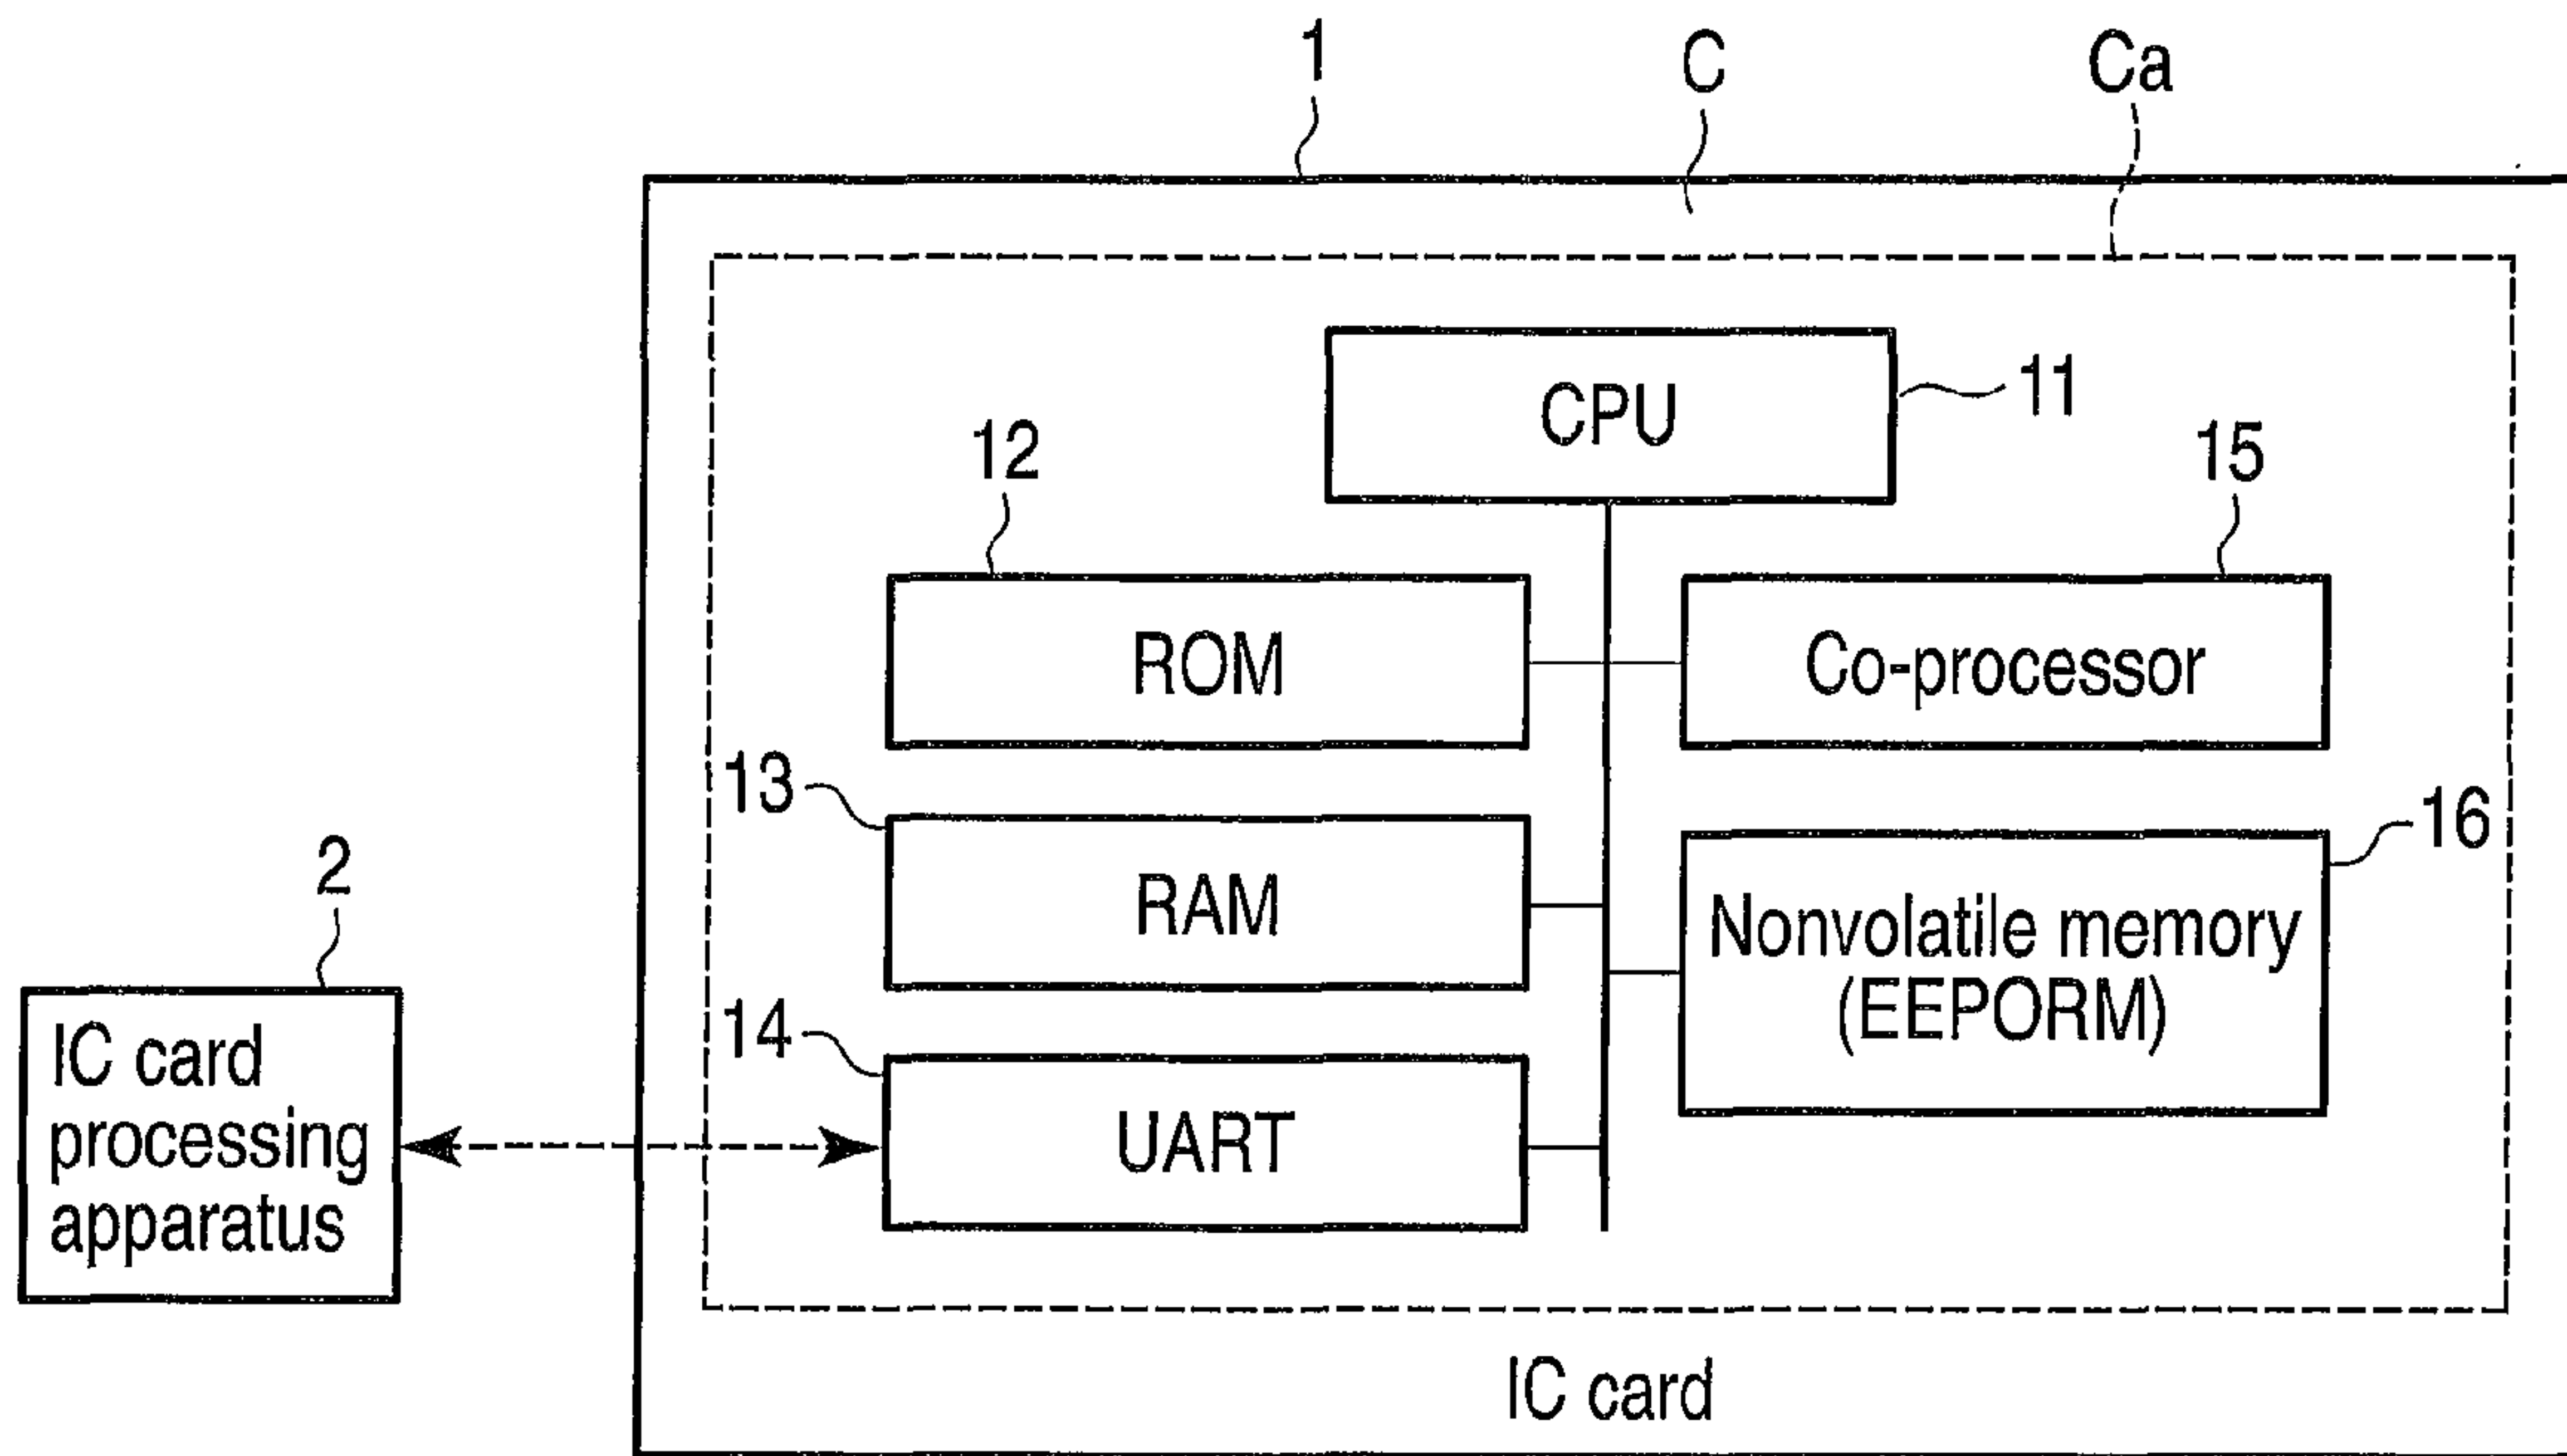 1
C
Ca
CPU
11
12
15
ROM
Co-processor
13
16
RAM
Nonvolatile memory
(EEPORM)
2
14
IC card
processing
apparatus
UART
IC card